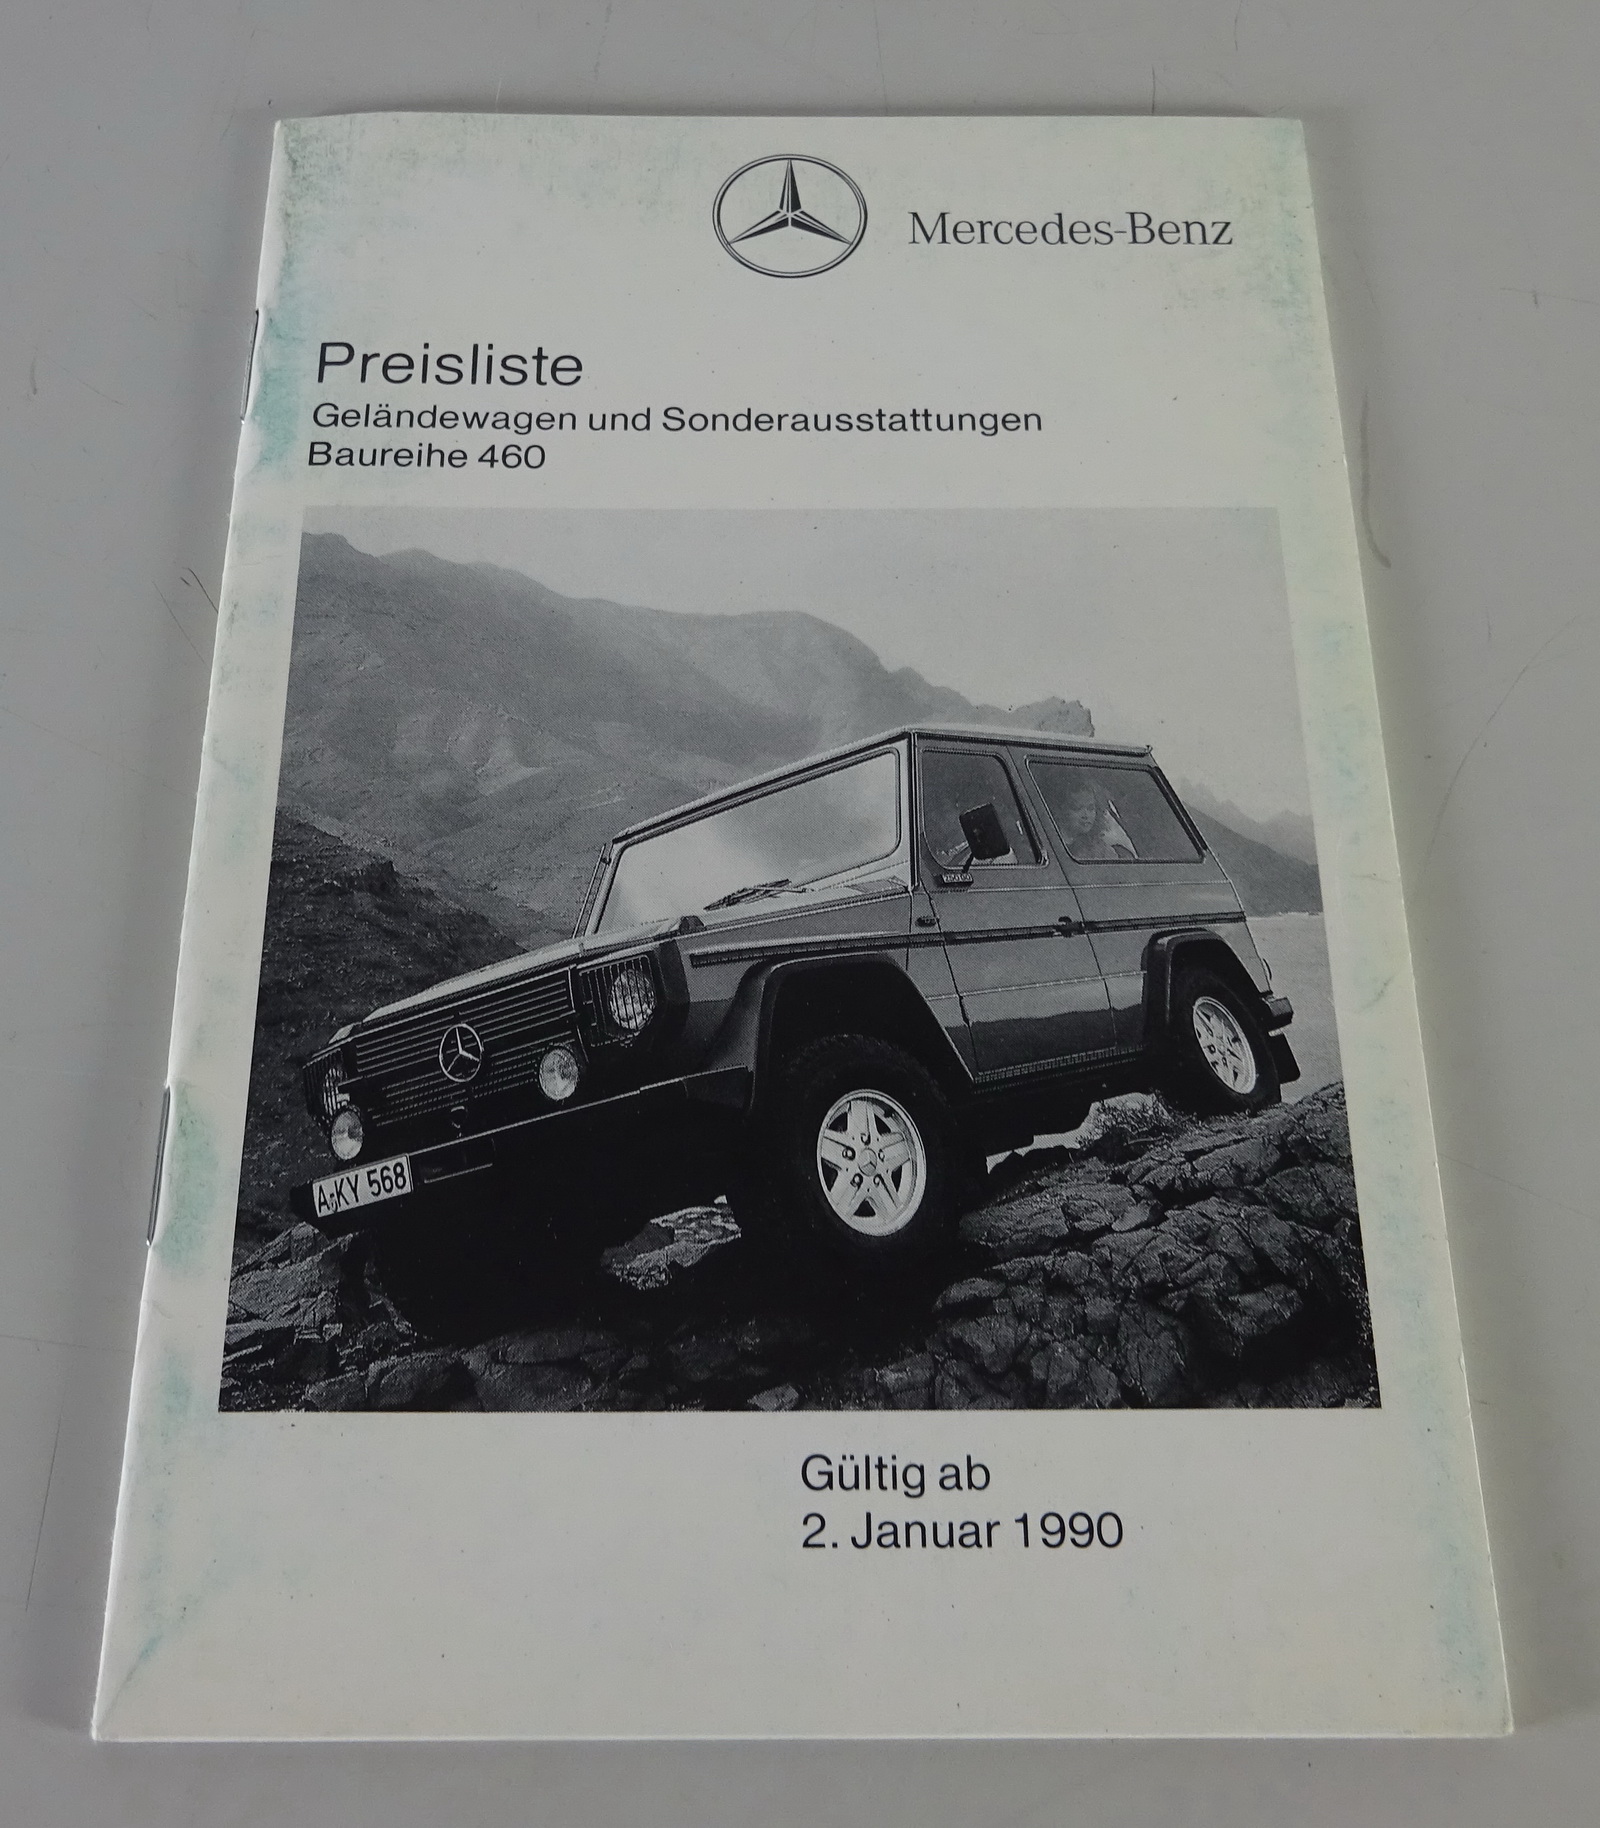 Mercedes-Benz
Preisliste
Geländewagen und Sonderausstattungen
Baureihe 460
A-KY 568
Gültig ab
2. Januar 1990